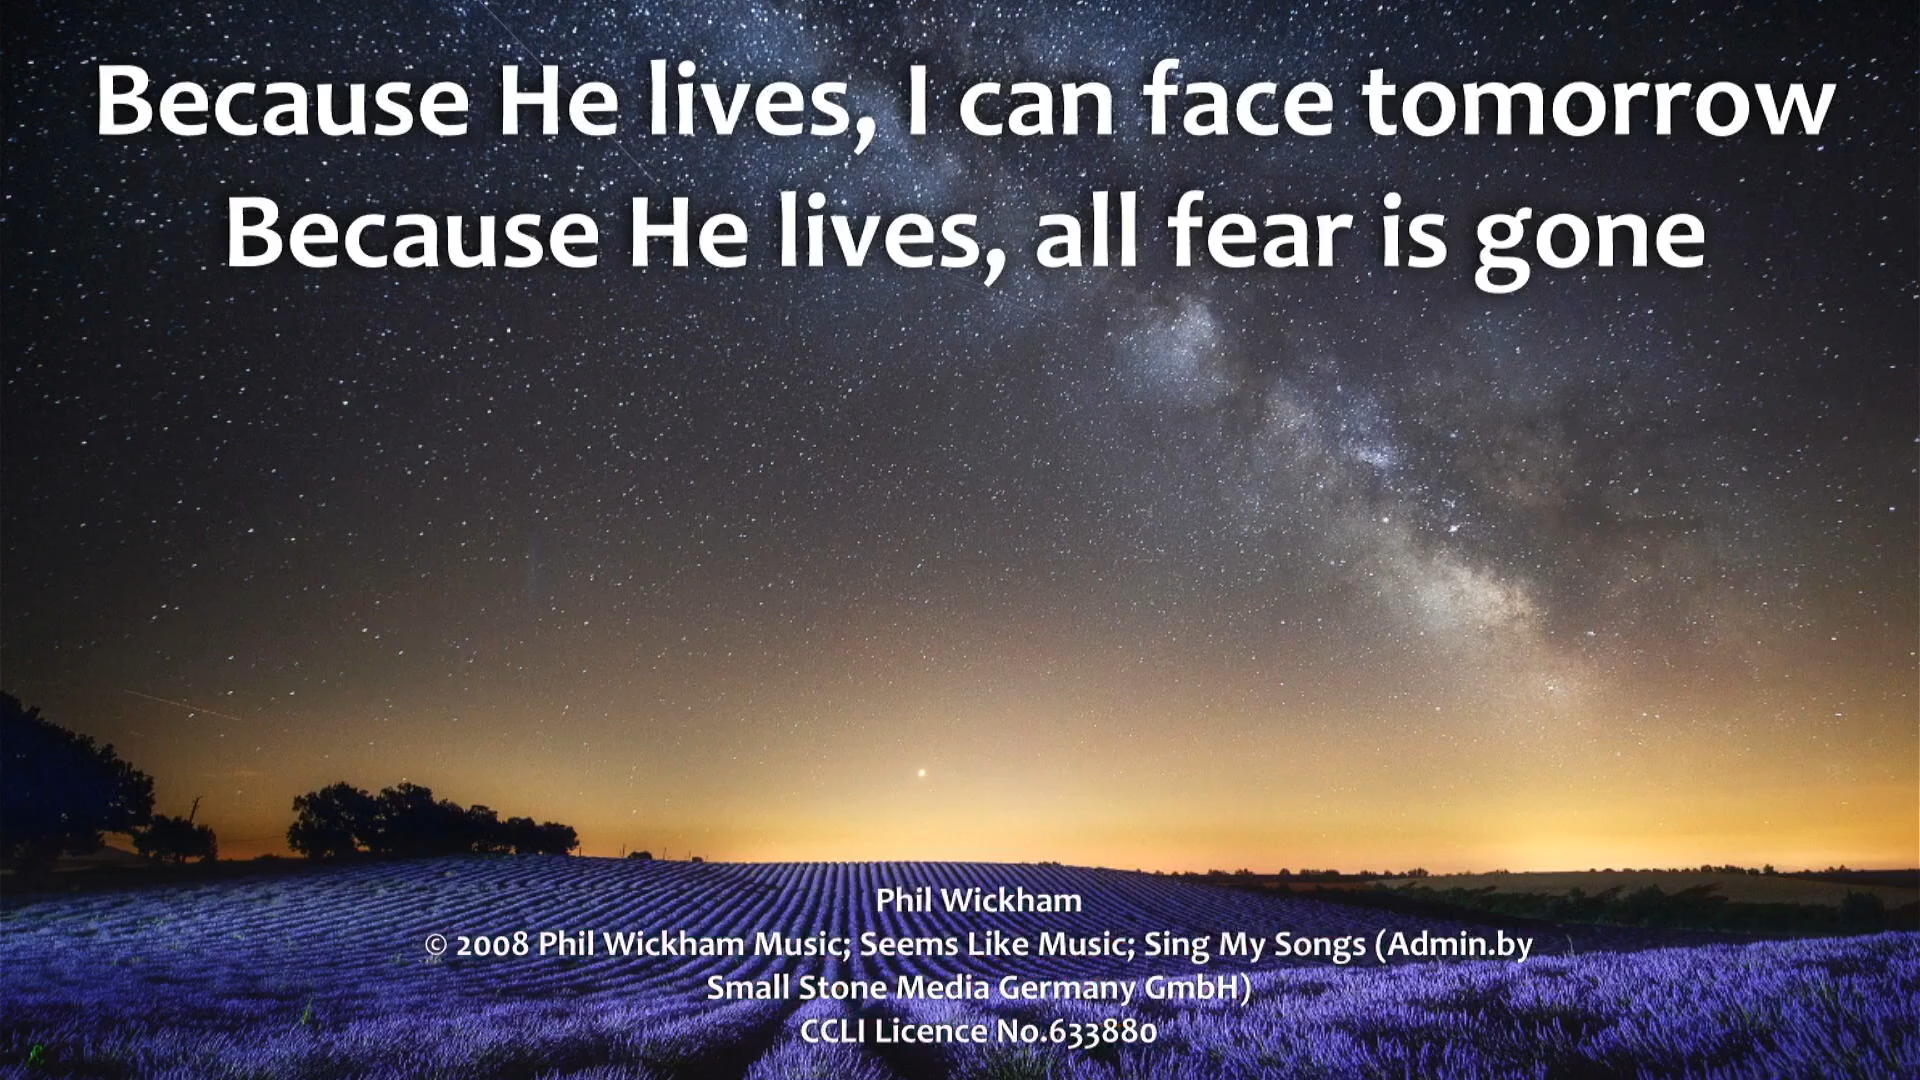 Because He lives, I can face tomorrow
Because He lives, all fear is gone
Phil Wickham
© 2008 Phil Wickham Music; Seems Like Music; Sing My Songs (Admin.by
Small Stone Media Germany GmbH)
CCLI Licence No.633880